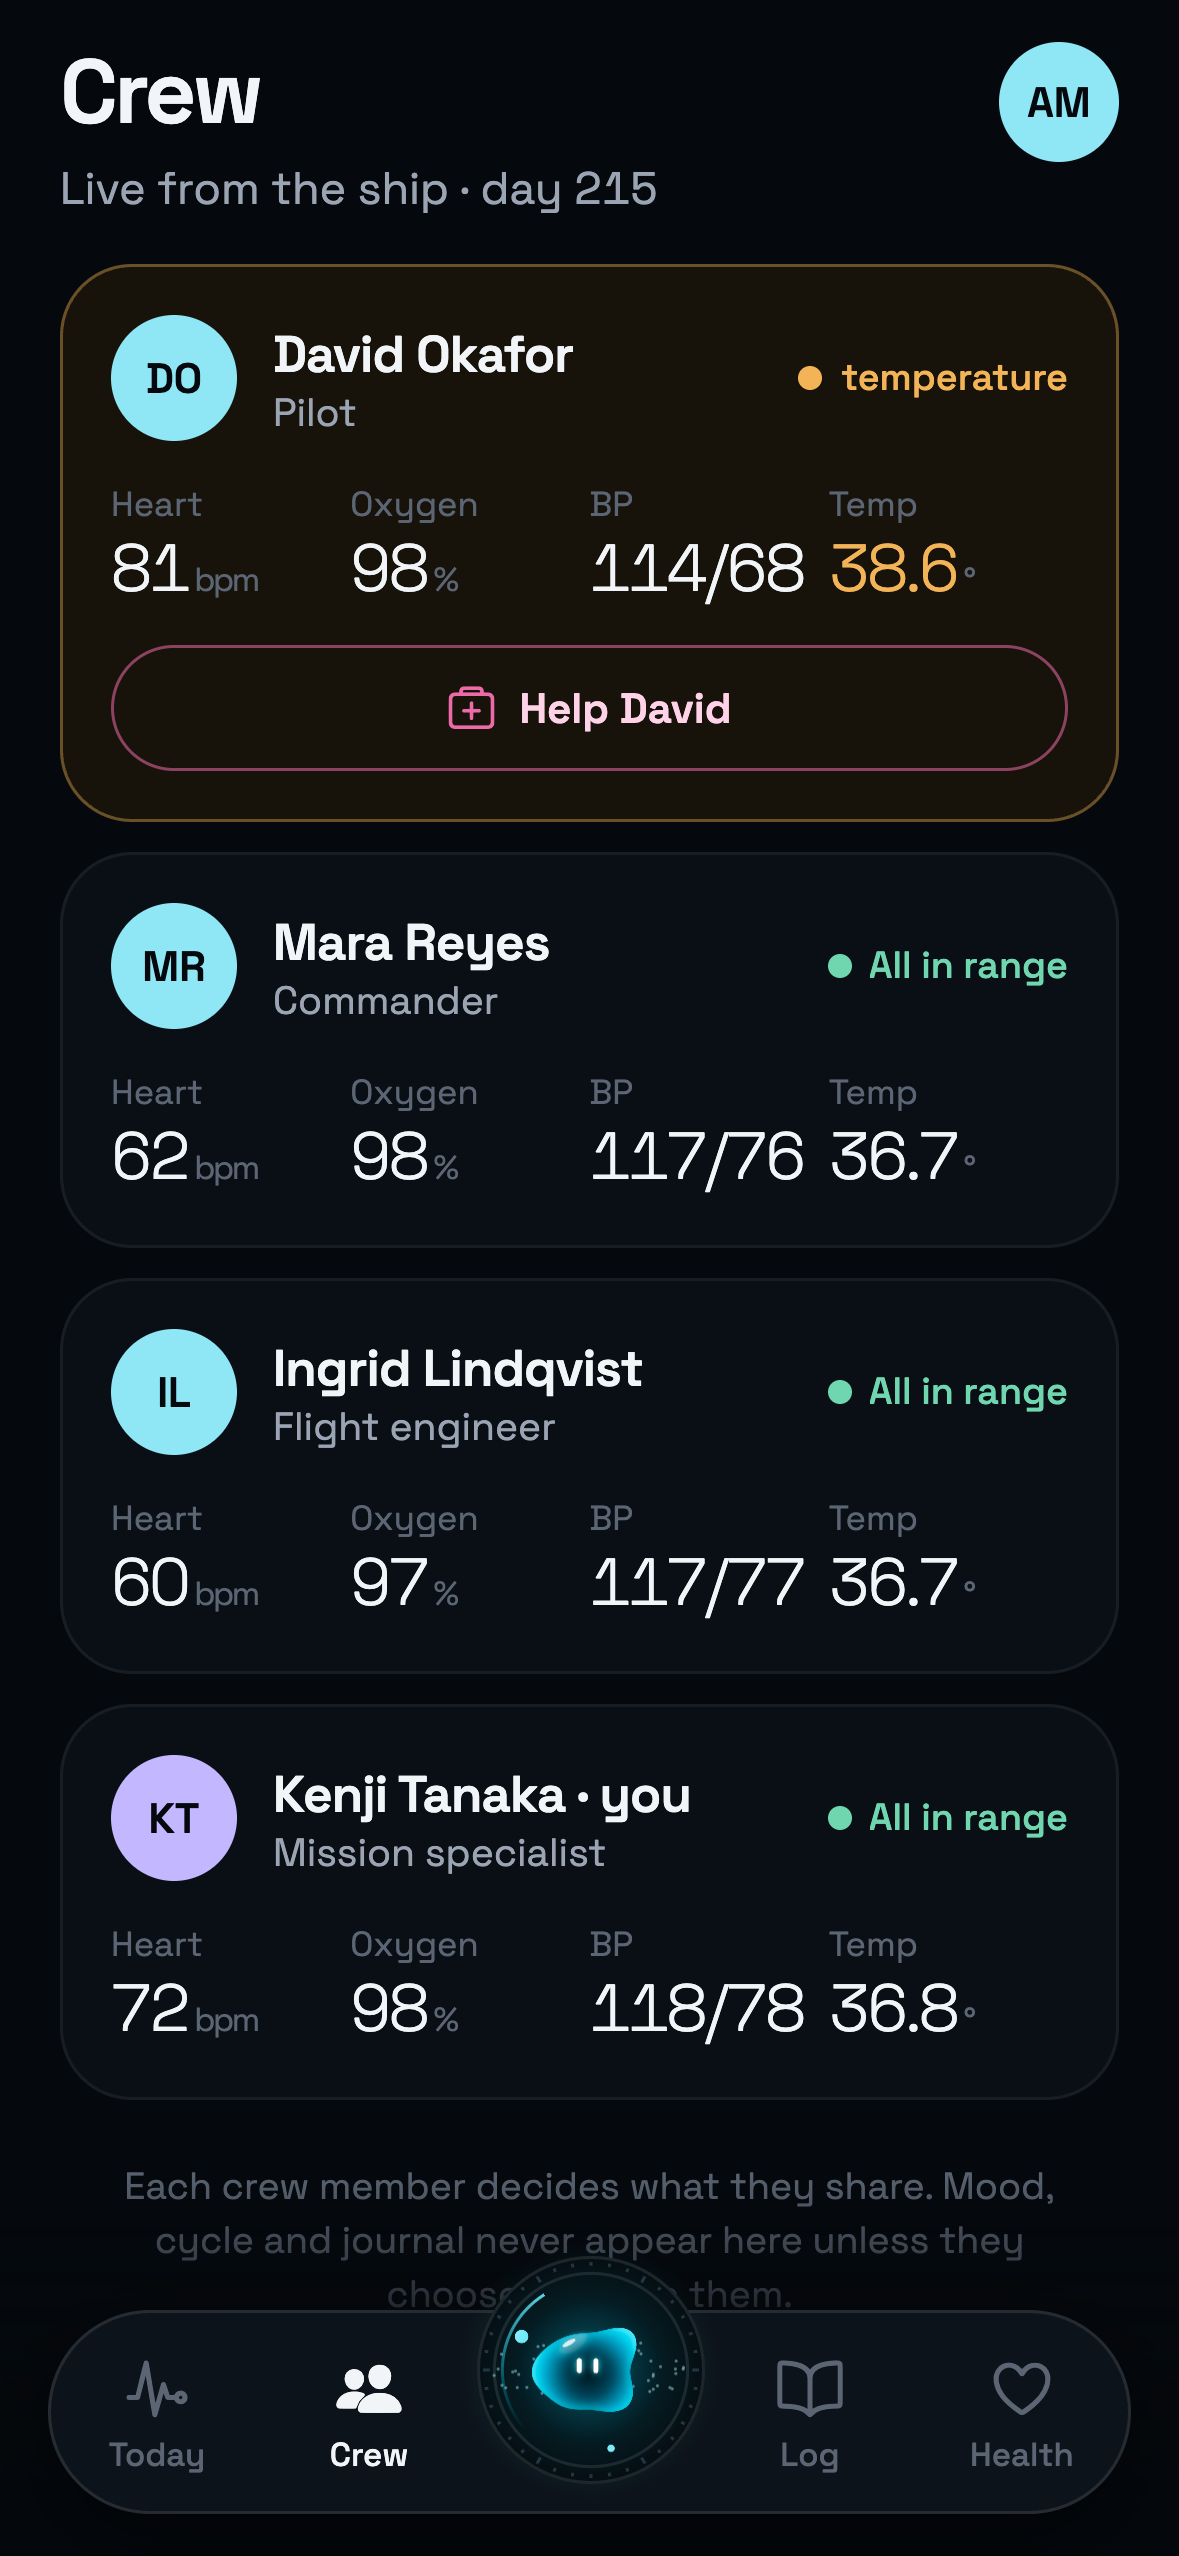 Crew
AM
Live from the ship · day 215
DO
David Okafor
Pilot
temperature
Heart
Oxygen
BP
Temp
81 bpm
98 %
114/68
38.6°
Help David
MR
Mara Reyes
Commander
All in range
Heart
Oxygen
BP
Temp
62 bpm
98 %
117/76
36.7°
IL
Ingrid Lindqvist
Flight engineer
All in range
Heart
Oxygen
BP
Temp
60 bpm
97 %
117/77
36.7°
KT
Kenji Tanaka · you
Mission specialist
All in range
Heart
Oxygen
BP
Temp
72 bpm
98 %
118/78
36.8°
Each crew member decides what they share. Mood,
cycle and journal never appear here unless they
them.
Today
Crew
Log
Health